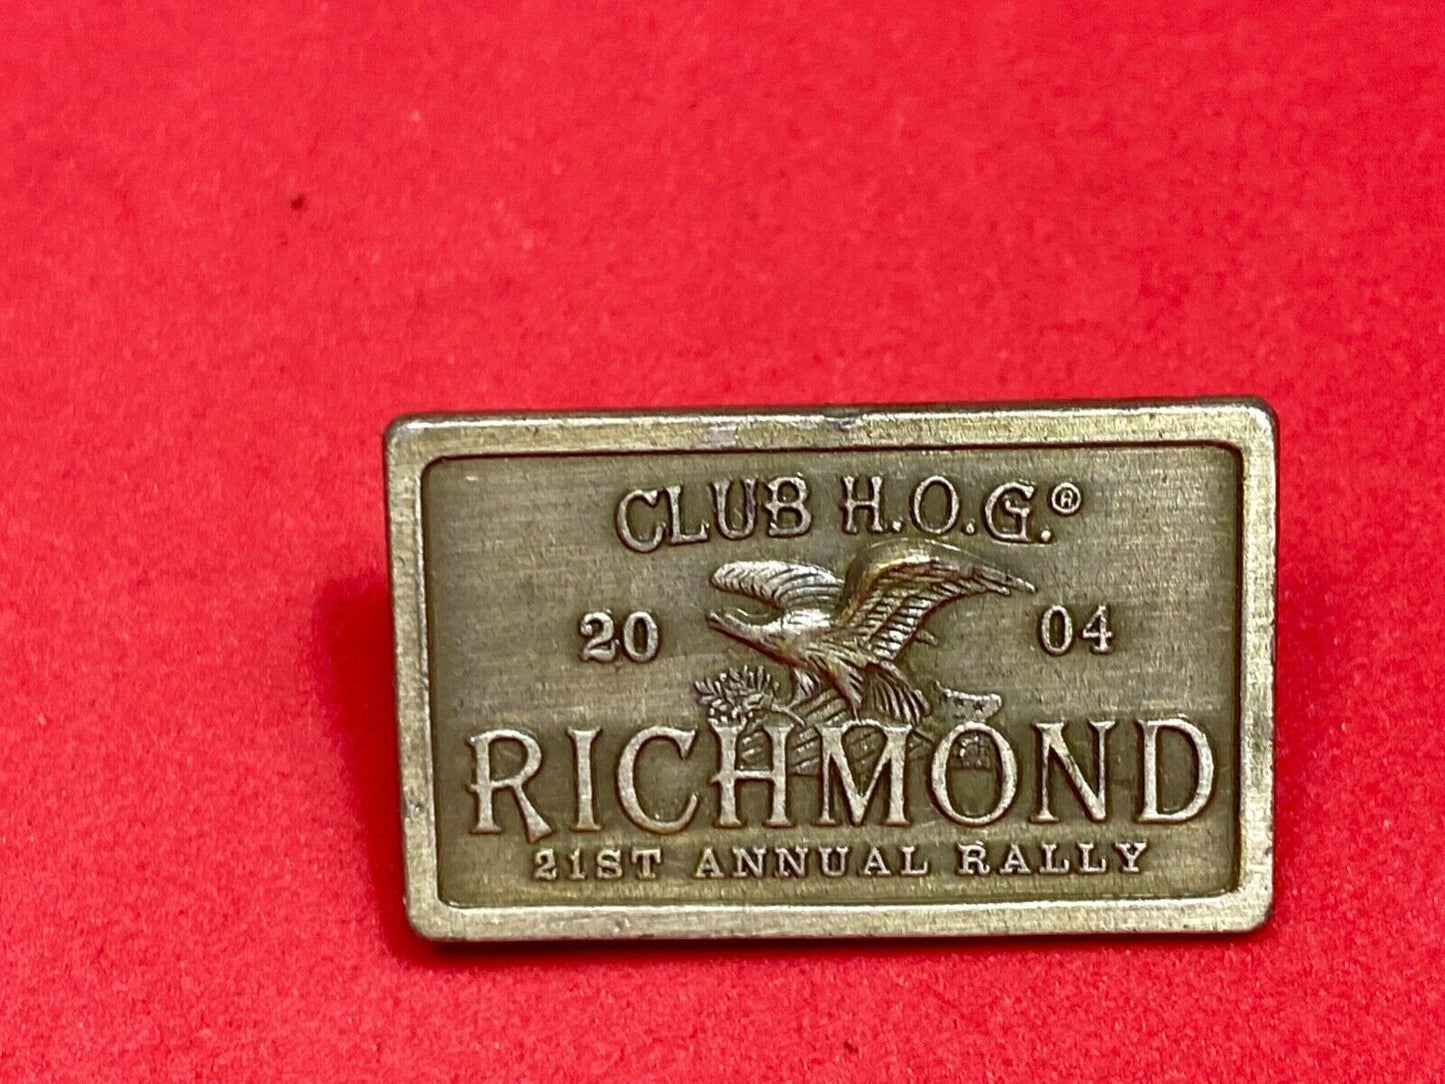 CLUB H.O.G.®
20 04
RICHMOND
21ST ANNUAL RALLY